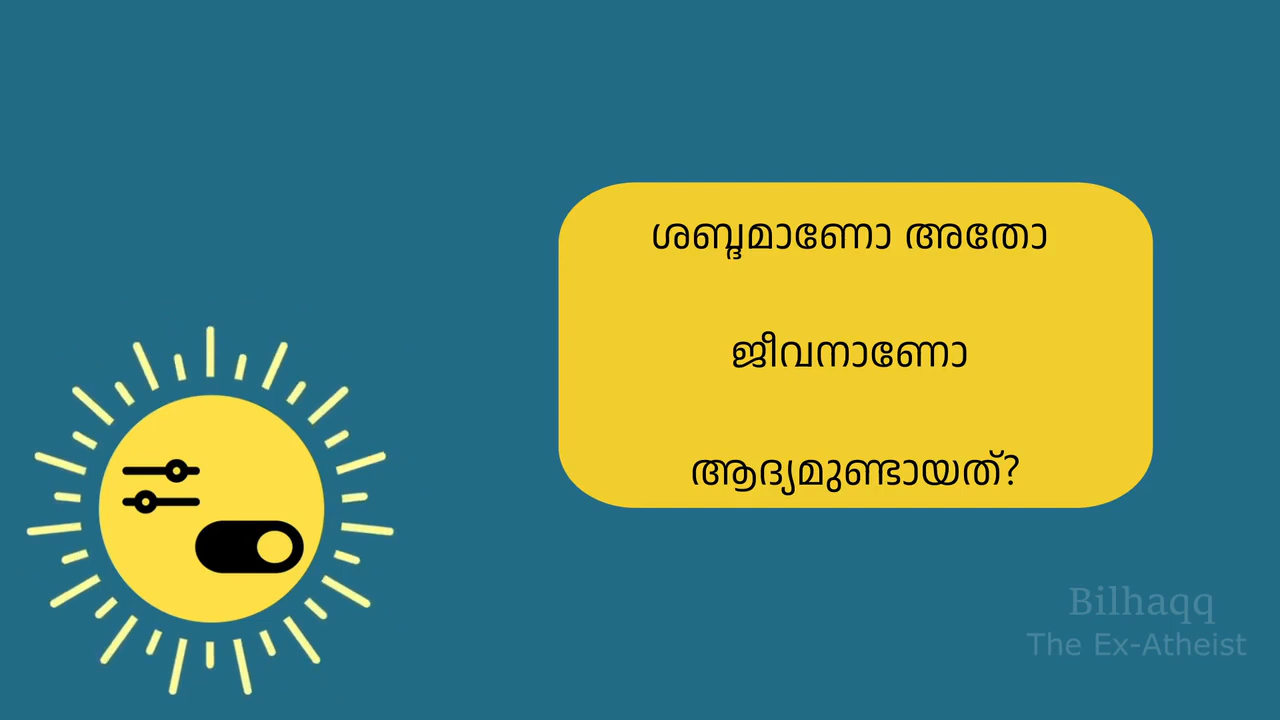 ശബ്ദമാണോ അതോ
ജീവനാണോ
ആദ്യമുണ്ടായത്?
Bilhaqq
The Ex-Atheist